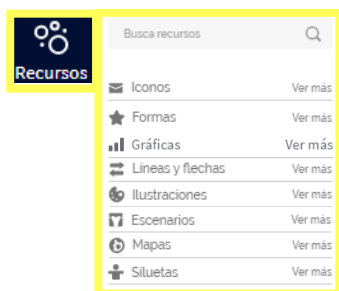 Recursos
Busca recursos
Iconos Ver más
Formas Ver más
Gráficas Ver más
Líneas y flechas Ver más
Ilustraciones Ver más
Escenarios Ver más
Mapas Ver más
Siluetas Ver más